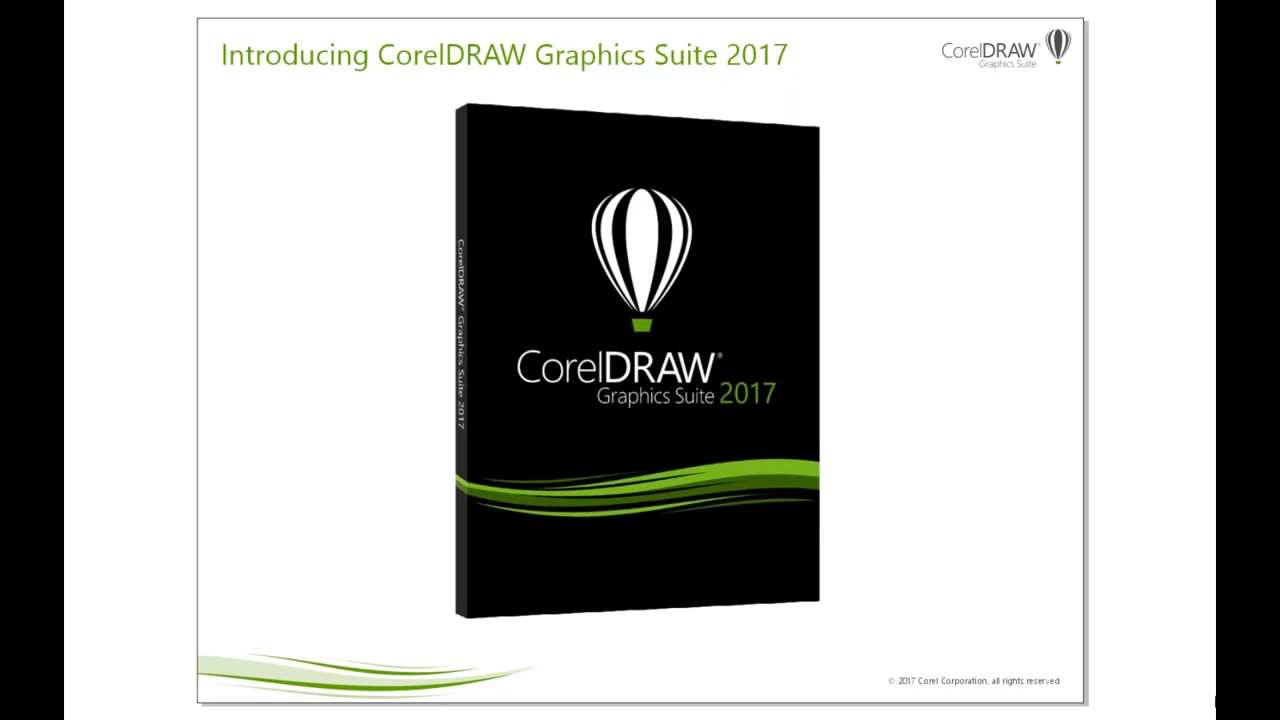 Introducing CorelDRAW Graphics Suite 2017
CorelDRAW®
Graphics Suite
CorelDRAW® Graphics Suite 2017
CorelDRAW®
Graphics Suite 2017
© 2017 Corel Corporation, all rights reserved